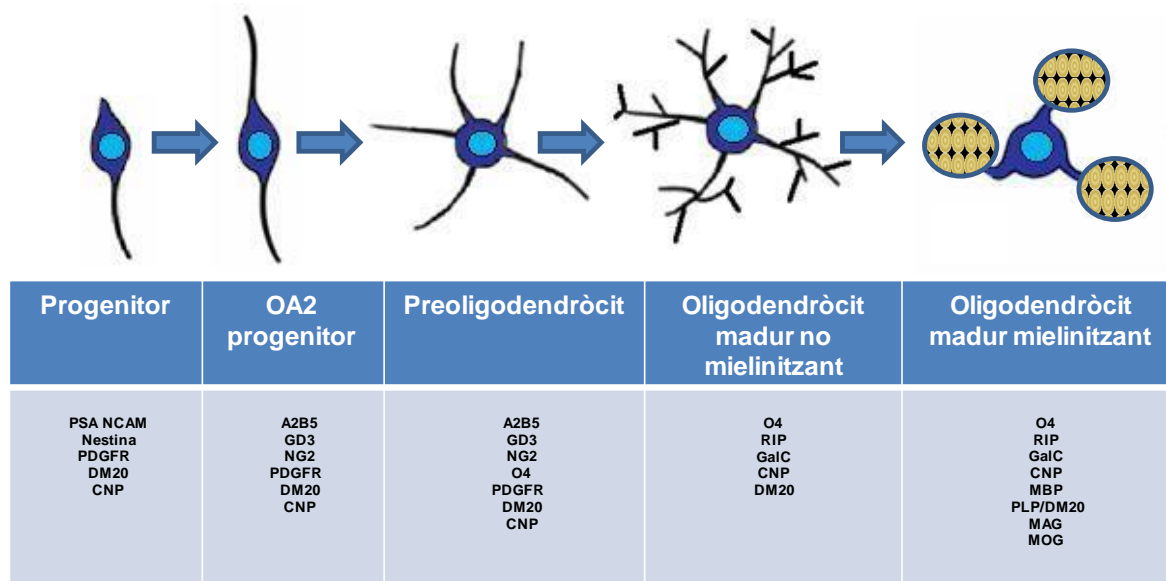 Progenitor
OA2
progenitor
Preoligodendròcit
Oligodendròcit
madur no
mielinitzant
Oligodendròcit
madur mielinitzant
PSA NCAM
Nestina
PDGFR
DM20
CNP
A2B5
GD3
NG2
PDGFR
DM20
CNP
A2B5
GD3
NG2
O4
PDGFR
DM20
CNP
O4
RIP
GalC
CNP
DM20
O4
RIP
GalC
CNP
MBP
PLP/DM20
MAG
MOG